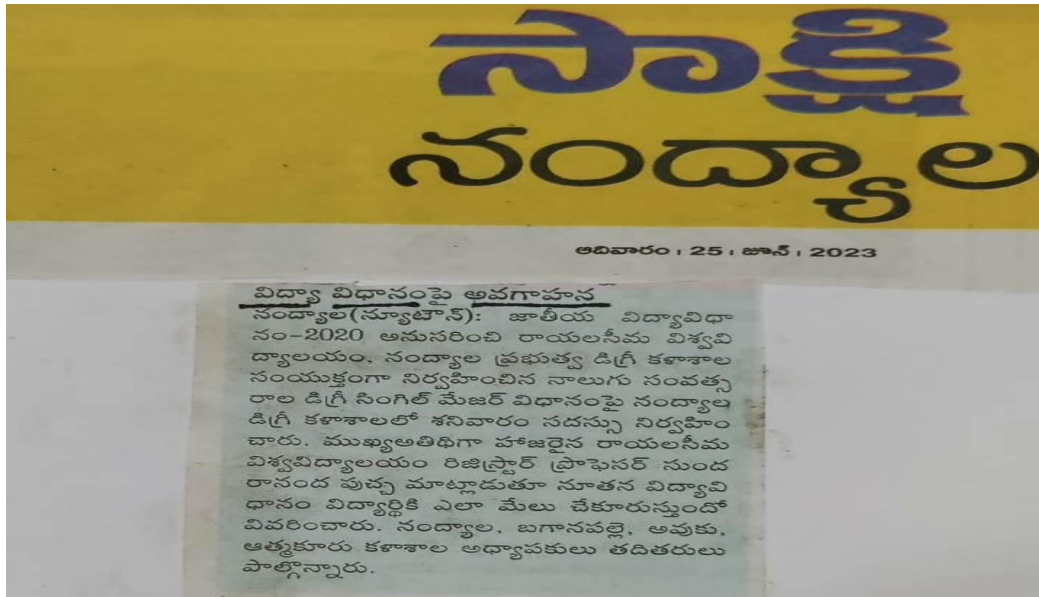 సాక్షి
నంద్యాల
ఆదివారం । 25 । జూన్ । 2023
విద్యా విధానంపై అవగాహన
నంద్యాల(న్యూటౌన్): జాతీయ విద్యావిధా
నం-2020 అనుసరించి రాయలసీమ విశ్వవి
ద్యాలయం, నంద్యాల ప్రభుత్వ డిగ్రీ కళాశాల
సంయుక్తంగా నిర్వహించిన నాలుగు సంవత్స
రాల డిగ్రీ సింగిల్ మేజర్ విధానంపై నంద్యాల
డిగ్రీ కళాశాలలో శనివారం సదస్సు నిర్వహిం
చారు. ముఖ్యఅతిథిగా హాజరైన రాయలసీమ
విశ్వవిద్యాలయం రిజిస్ట్రార్ ప్రొఫెసర్ సుంద
రానంద పుచ్చ మాట్లాడుతూ నూతన విద్యావి
ధానం విద్యార్థికి ఎలా మేలు చేకూరుస్తుందో
వివరించారు. నంద్యాల, బగానపల్లె, అవుకు,
ఆత్మకూరు కళాశాల అధ్యాపకులు తదితరులు
పాల్గొన్నారు.